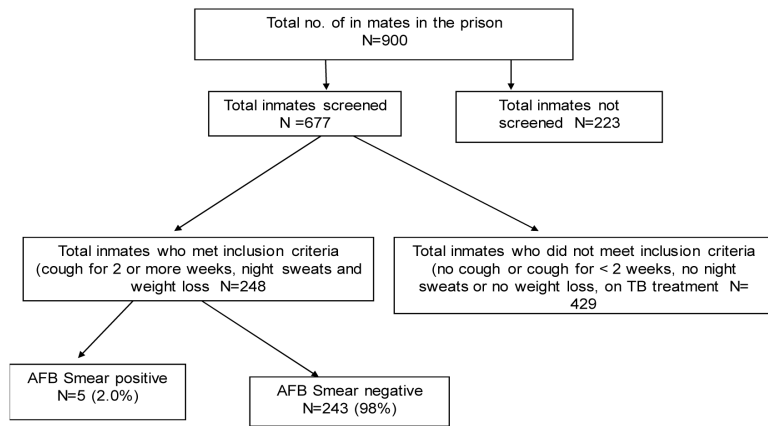 Total no. of in mates in the prison
N=900
Total inmates screened
N =677
Total inmates not
screened N=223
Total inmates who met inclusion criteria
(cough for 2 or more weeks, night sweats and
weight loss N=248
Total inmates who did not meet inclusion criteria
(no cough or cough for < 2 weeks, no night
sweats or no weight loss, on TB treatment N=
429
AFB Smear positive
N=5 (2.0%)
AFB Smear negative
N=243 (98%)